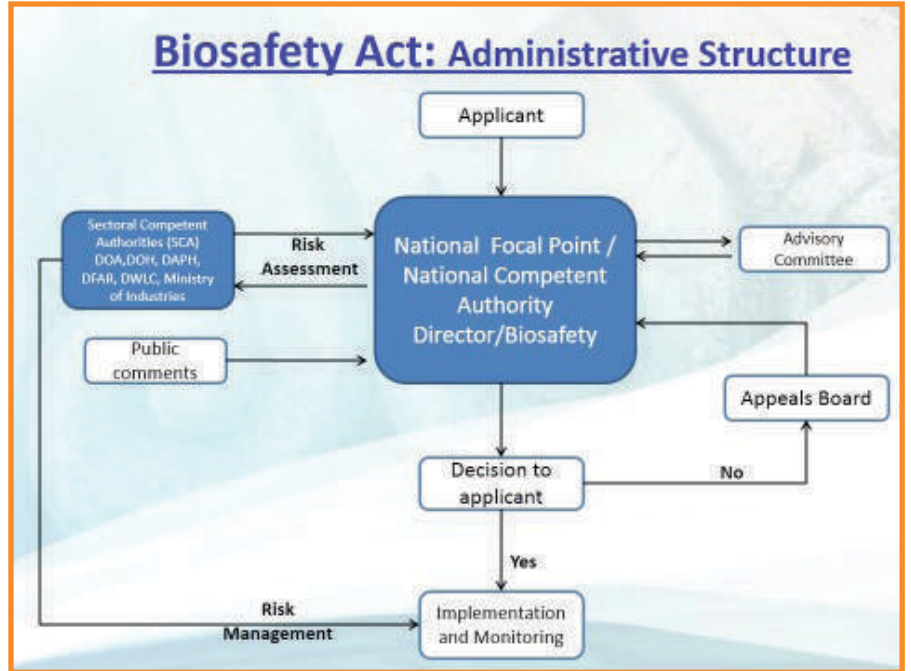 Biosafety Act: Administrative Structure
Applicant
Sectoral Competent
Authorities (SCA)
DOA,DOH, DAPH,
DFAR, DWLC, Ministry
of Industries
Risk
Assessment
National Focal Point /
National Competent
Authority
Director/Biosafety
Advisory
Committee
Public
comments
Appeals Board
Decision to
applicant
No
Yes
Risk
Management
Implementation
and Monitoring